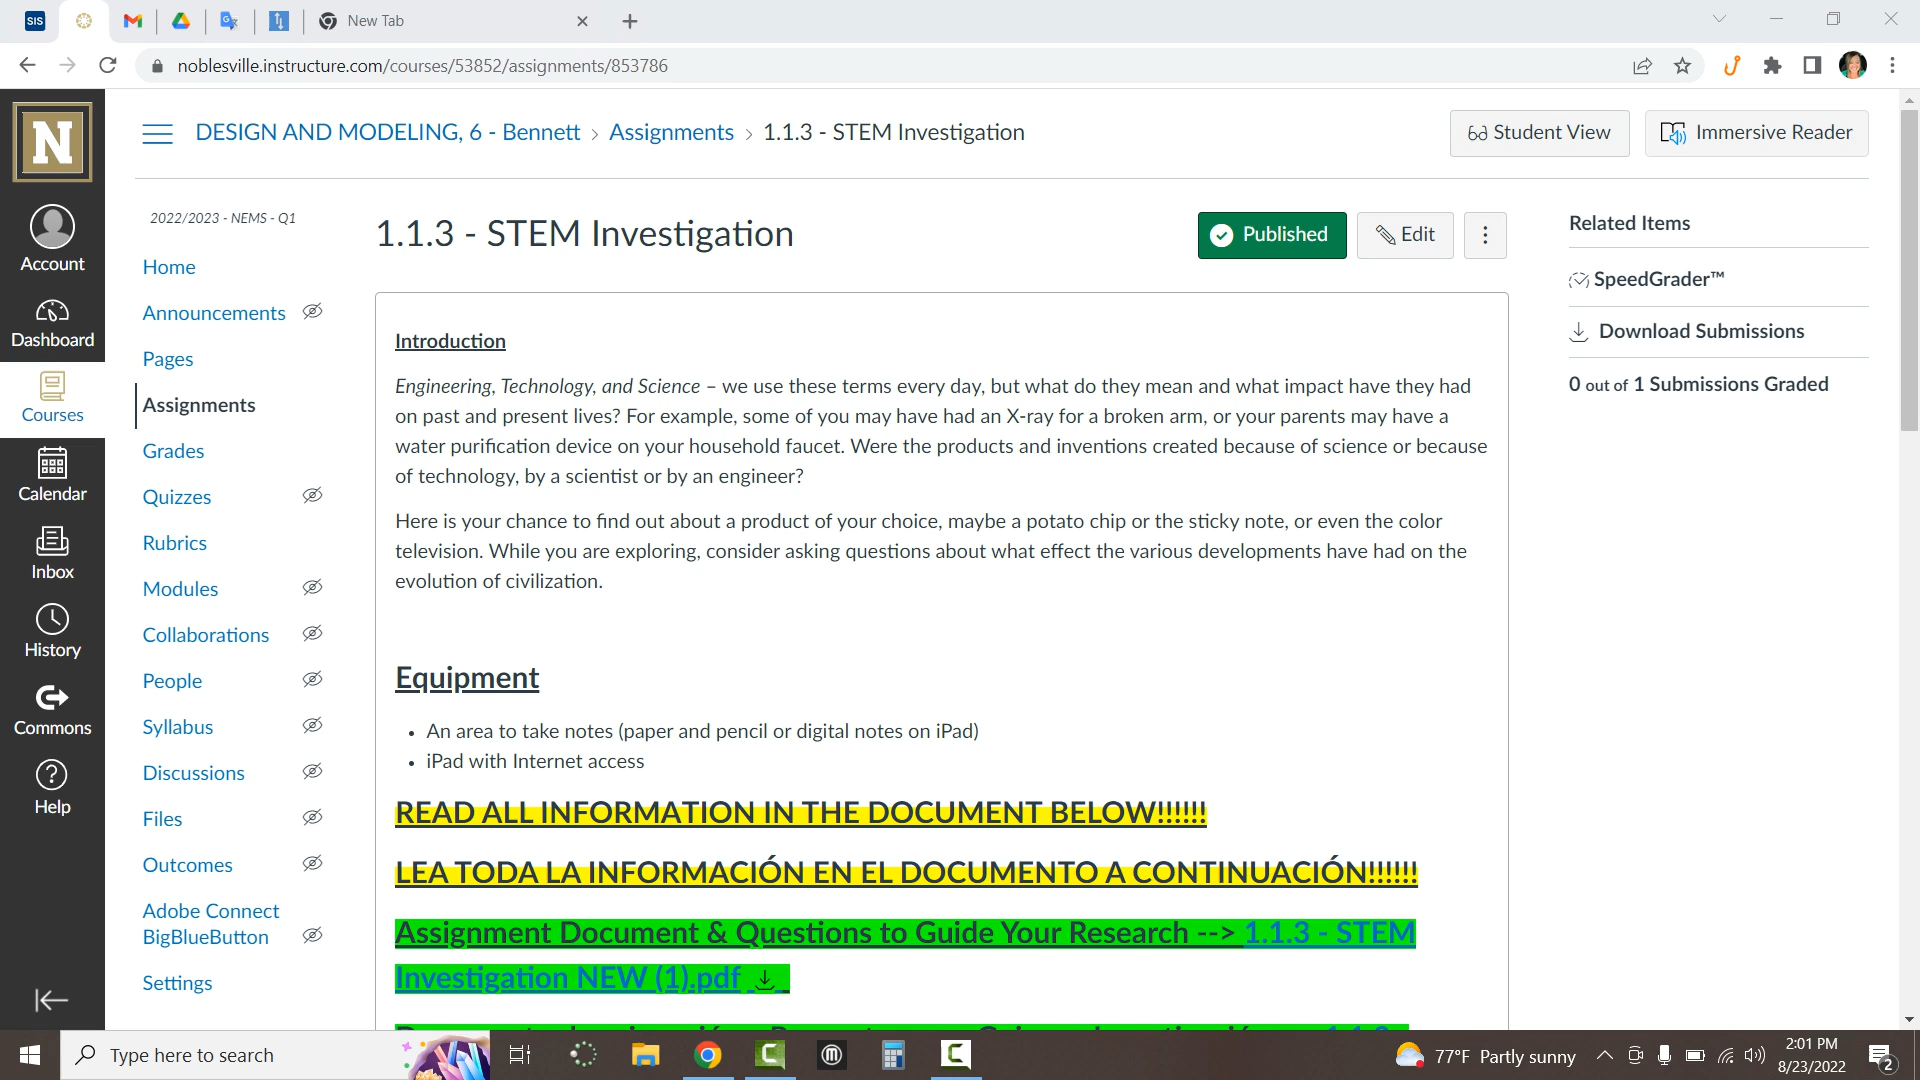 SIS
New Tab
noblesville.instructure.com/courses/53852/assignments/853786
N
DESIGN AND MODELING, 6 - Bennett › Assignments › 1.1.3 - STEM Investigation
Student View
Immersive Reader
Account
Dashboard
Courses
Calendar
Inbox
History
Commons
Help
2022/2023 - NEMS - Q1
Home
Announcements
Pages
Assignments
Grades
Quizzes
Rubrics
Modules
Collaborations
People
Syllabus
Discussions
Files
Outcomes
Adobe Connect
BigBlueButton
Settings
1.1.3 - STEM Investigation
Published
Edit
Introduction
Engineering, Technology, and Science – we use these terms every day, but what do they mean and what impact have they had
on past and present lives? For example, some of you may have had an X-ray for a broken arm, or your parents may have a
water purification device on your household faucet. Were the products and inventions created because of science or because
of technology, by a scientist or by an engineer?
Here is your chance to find out about a product of your choice, maybe a potato chip or the sticky note, or even the color
television. While you are exploring, consider asking questions about what effect the various developments have had on the
evolution of civilization.
Equipment
• An area to take notes (paper and pencil or digital notes on iPad)
• iPad with Internet access
READ ALL INFORMATION IN THE DOCUMENT BELOW!!!!!!
LEA TODA LA INFORMACIÓN EN EL DOCUMENTO A CONTINUACIÓN!!!!!!
Assignment Document & Questions to Guide Your Research --> 1.1.3 - STEM
Investigation NEW (1).pdf
Related Items
SpeedGrader™
Download Submissions
0 out of 1 Submissions Graded
Type here to search
77°F Partly sunny
2:01 PM
8/23/2022
2